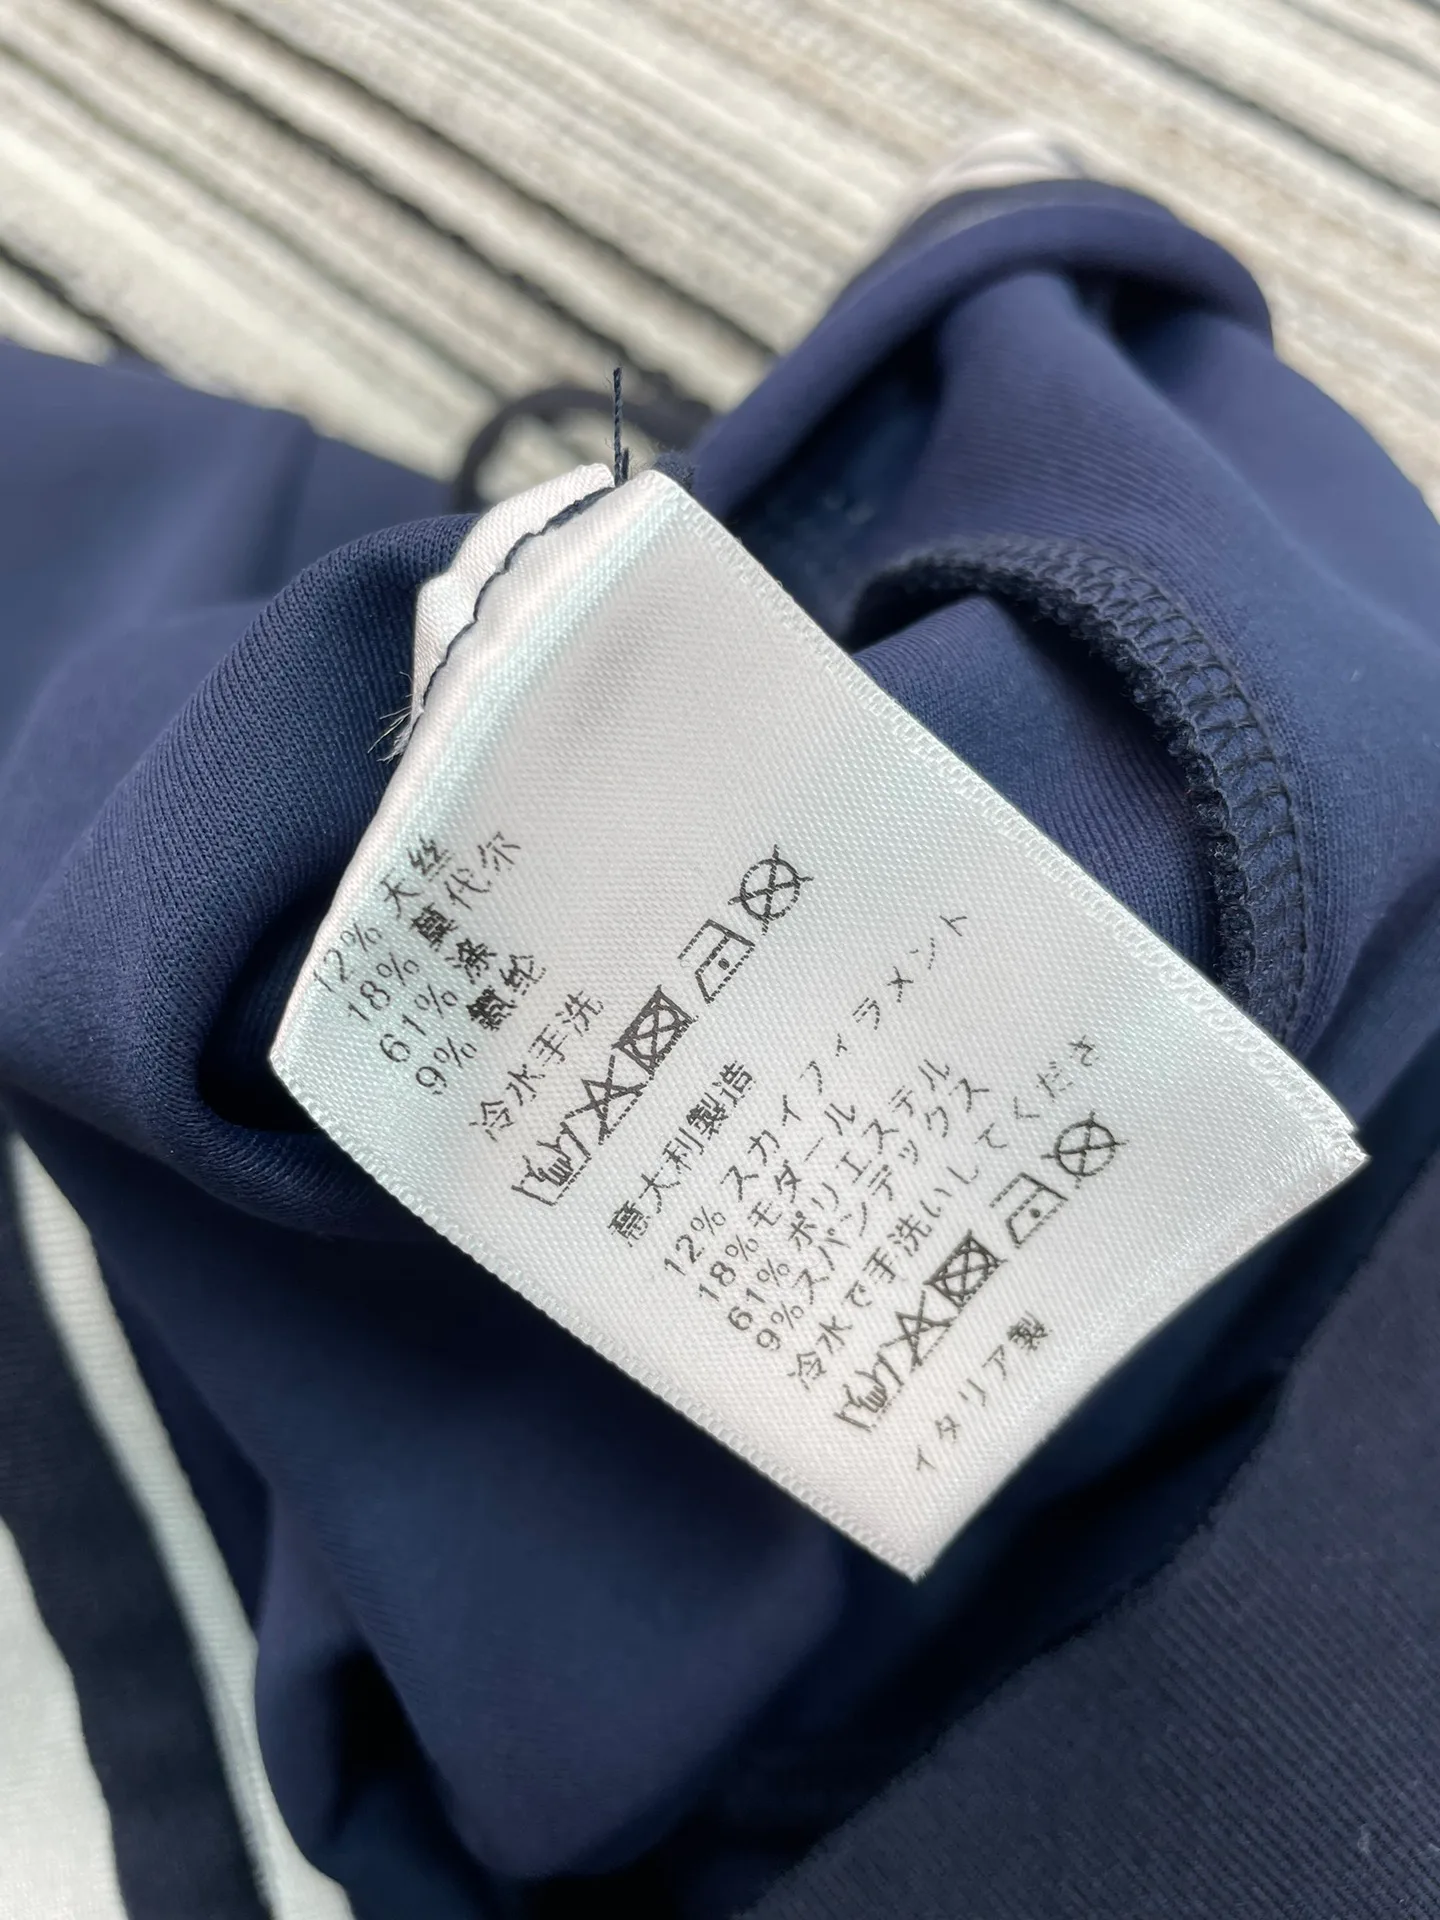 12% 天丝
18% 莫代尔
61% 涤
9% 氨纶
冷水手洗
意大利製造
12% スカイフィラメント
18% モダール
61% ポリエステル
9% スパンデックス
冷水で手洗いしてくださ
イタリア製